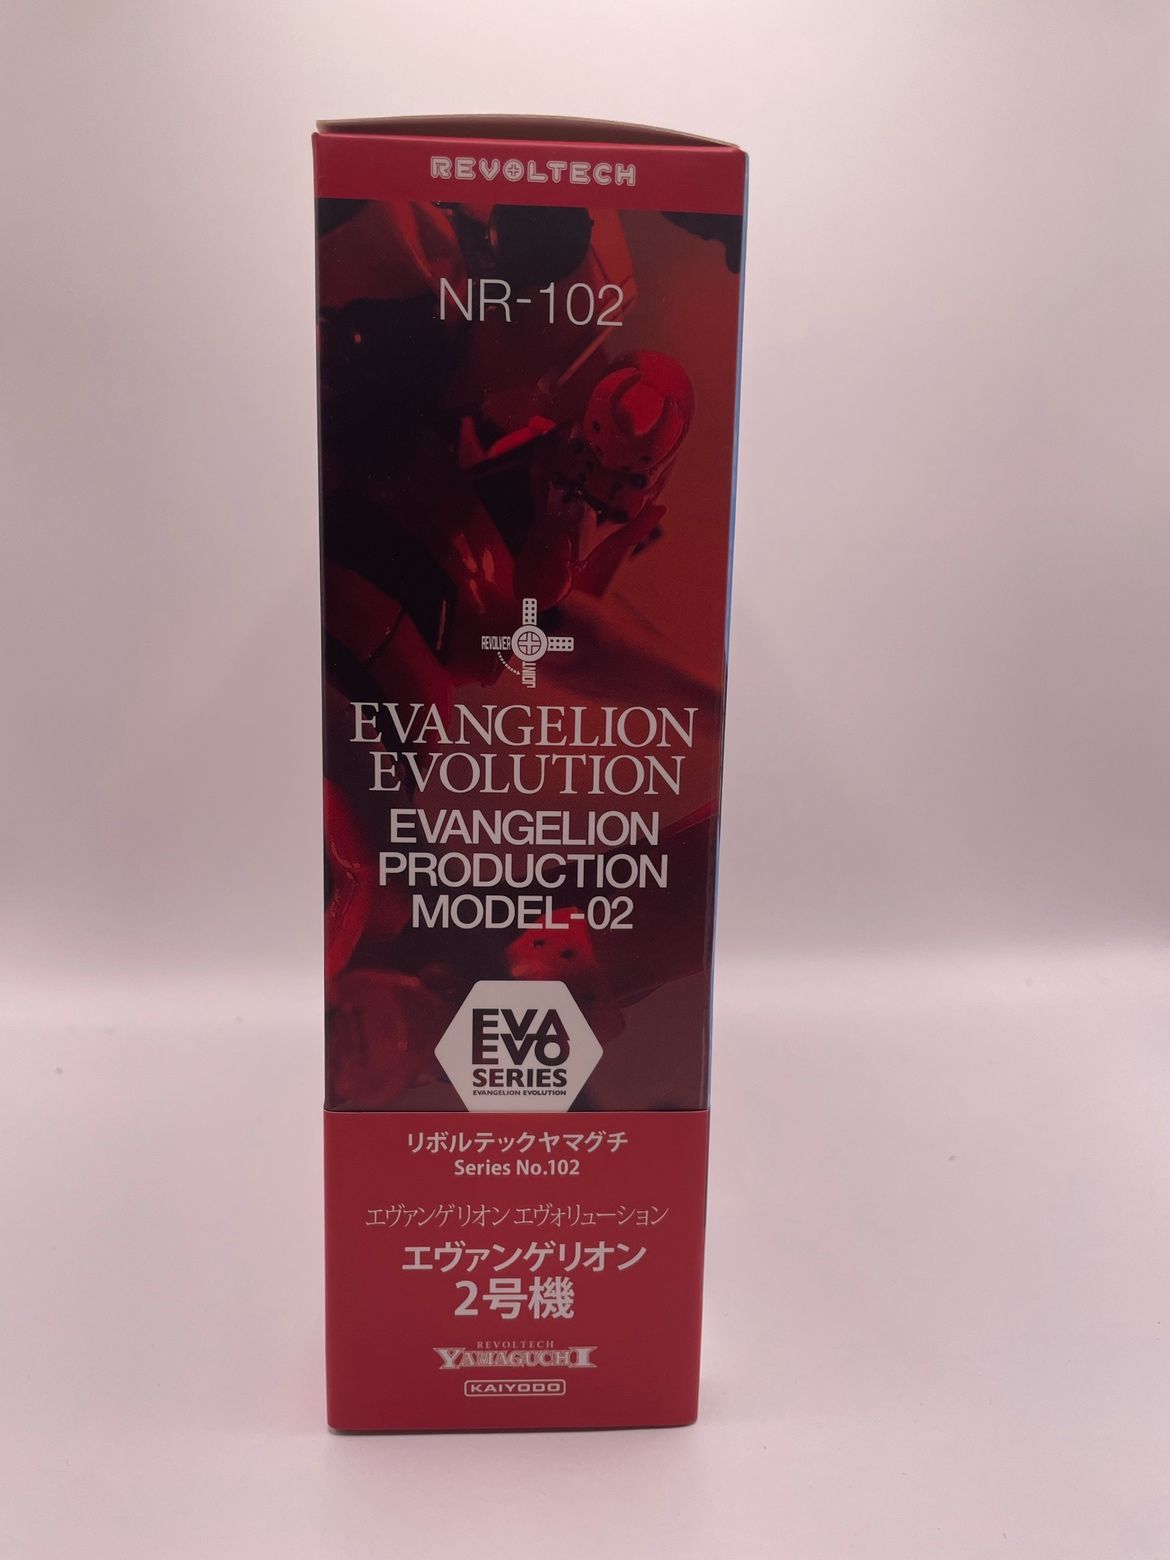 REVOLTECH
NR-102
REVOLVER
JOINT
EVANGELION
EVOLUTION
EVANGELION
PRODUCTION
MODEL-02
EVA
EVO
SERIES
EVANGELION EVOLUTION
リボルテックヤマグチ
Series No.102
エヴァンゲリオン エヴォリューション
エヴァンゲリオン
2号機
REVOLTECH
YAMAGUCHI
KAIYODO